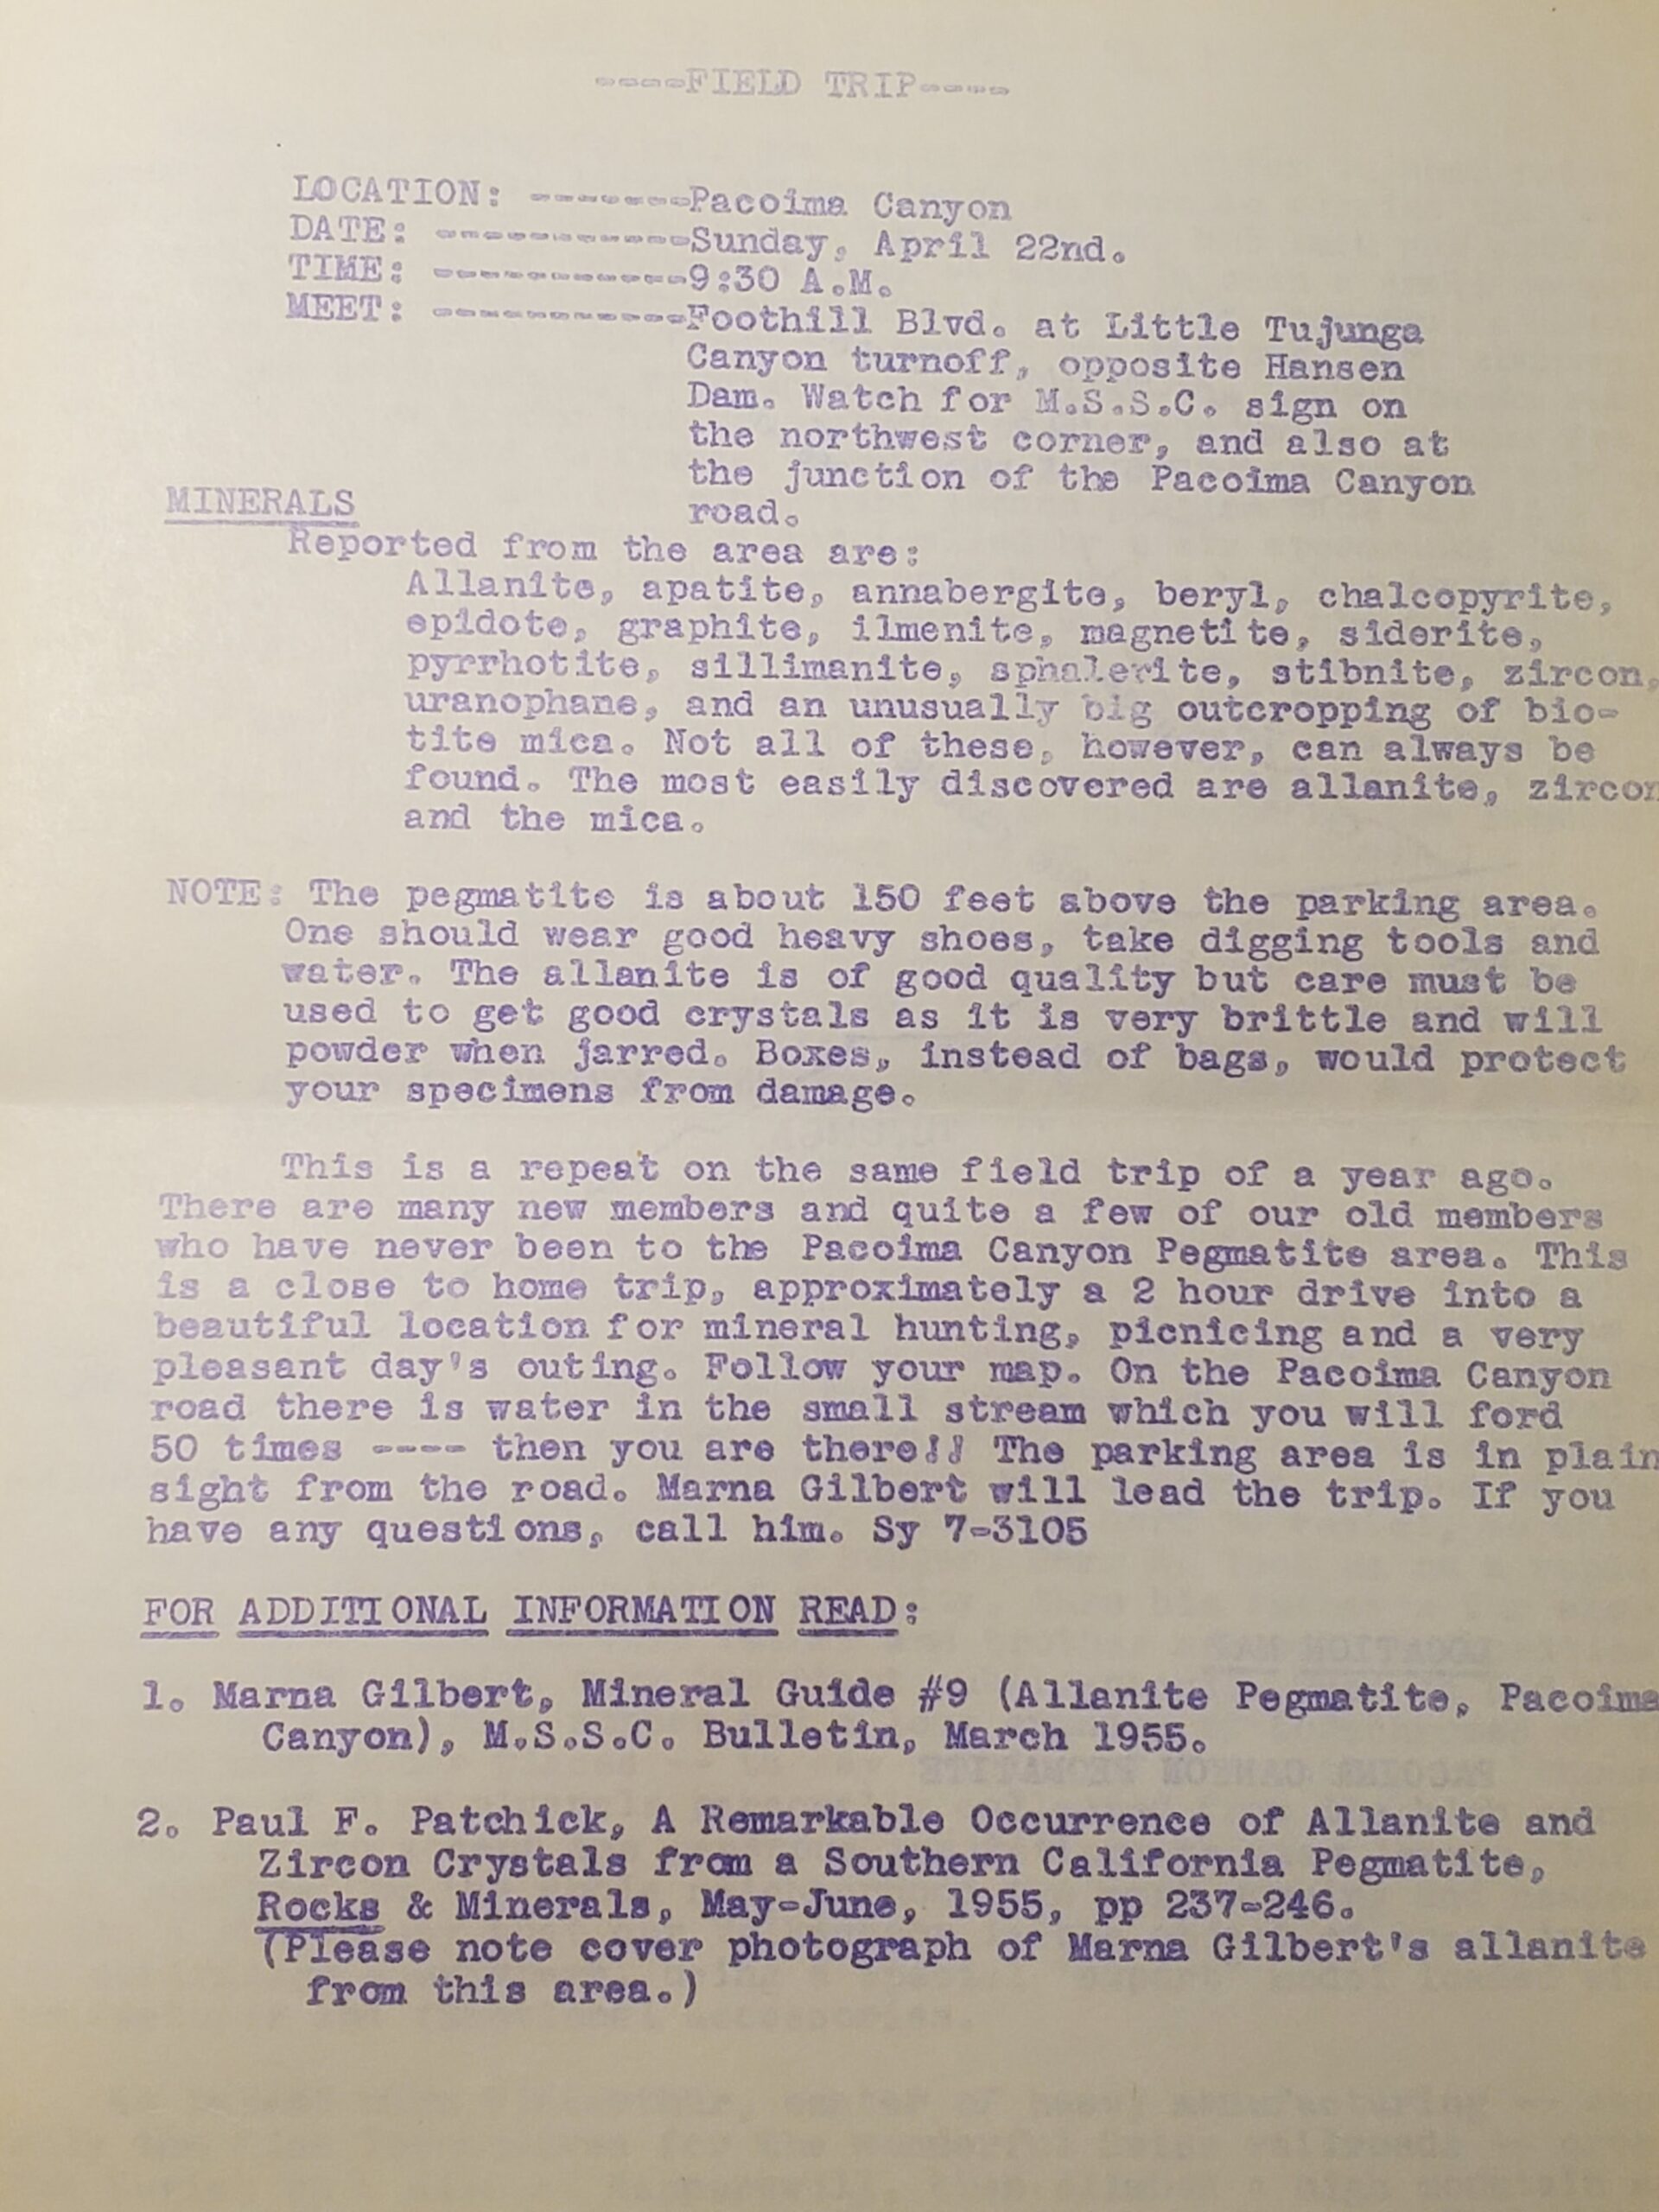 ----FIELD TRIP----
LOCATION: -------Pacoima Canyon
DATE: -----------Sunday, April 22nd.
TIME: -----------9:30 A.M.
MEET: -----------Foothill Blvd. at Little Tujunga
Canyon turnoff, opposite Hansen
Dam. Watch for M.S.S.C. sign on
the northwest corner, and also at
the junction of the Pacoima Canyon
road.
MINERALS
Reported from the area are:
Allanite, apatite, annabergite, beryl, chalcopyrite,
epidote, graphite, ilmenite, magnetite, siderite,
pyrrhotite, sillimanite, sphalerite, stibnite, zircon,
uranophane, and an unusually big outcropping of bio-
tite mica. Not all of these, however, can always be
found. The most easily discovered are allanite, zircon
and the mica.
NOTE: The pegmatite is about 150 feet above the parking area.
One should wear good heavy shoes, take digging tools and
water. The allanite is of good quality but care must be
used to get good crystals as it is very brittle and will
powder when jarred. Boxes, instead of bags, would protect
your specimens from damage.
This is a repeat on the same field trip of a year ago.
There are many new members and quite a few of our old members
who have never been to the Pacoima Canyon Pegmatite area. This
is a close to home trip, approximately a 2 hour drive into a
beautiful location for mineral hunting, picnicing and a very
pleasant day's outing. Follow your map. On the Pacoima Canyon
road there is water in the small stream which you will ford
50 times ---- then you are there!! The parking area is in plain
sight from the road. Marna Gilbert will lead the trip. If you
have any questions, call him. Sy 7-3105
FOR ADDITIONAL INFORMATION READ:
1. Marna Gilbert, Mineral Guide #9 (Allanite Pegmatite, Pacoima
Canyon), M.S.S.C. Bulletin, March 1955.
2. Paul F. Patchick, A Remarkable Occurrence of Allanite and
Zircon Crystals from a Southern California Pegmatite,
Rocks & Minerals, May-June, 1955, pp 237-246.
(Please note cover photograph of Marna Gilbert's allanite
from this area.)